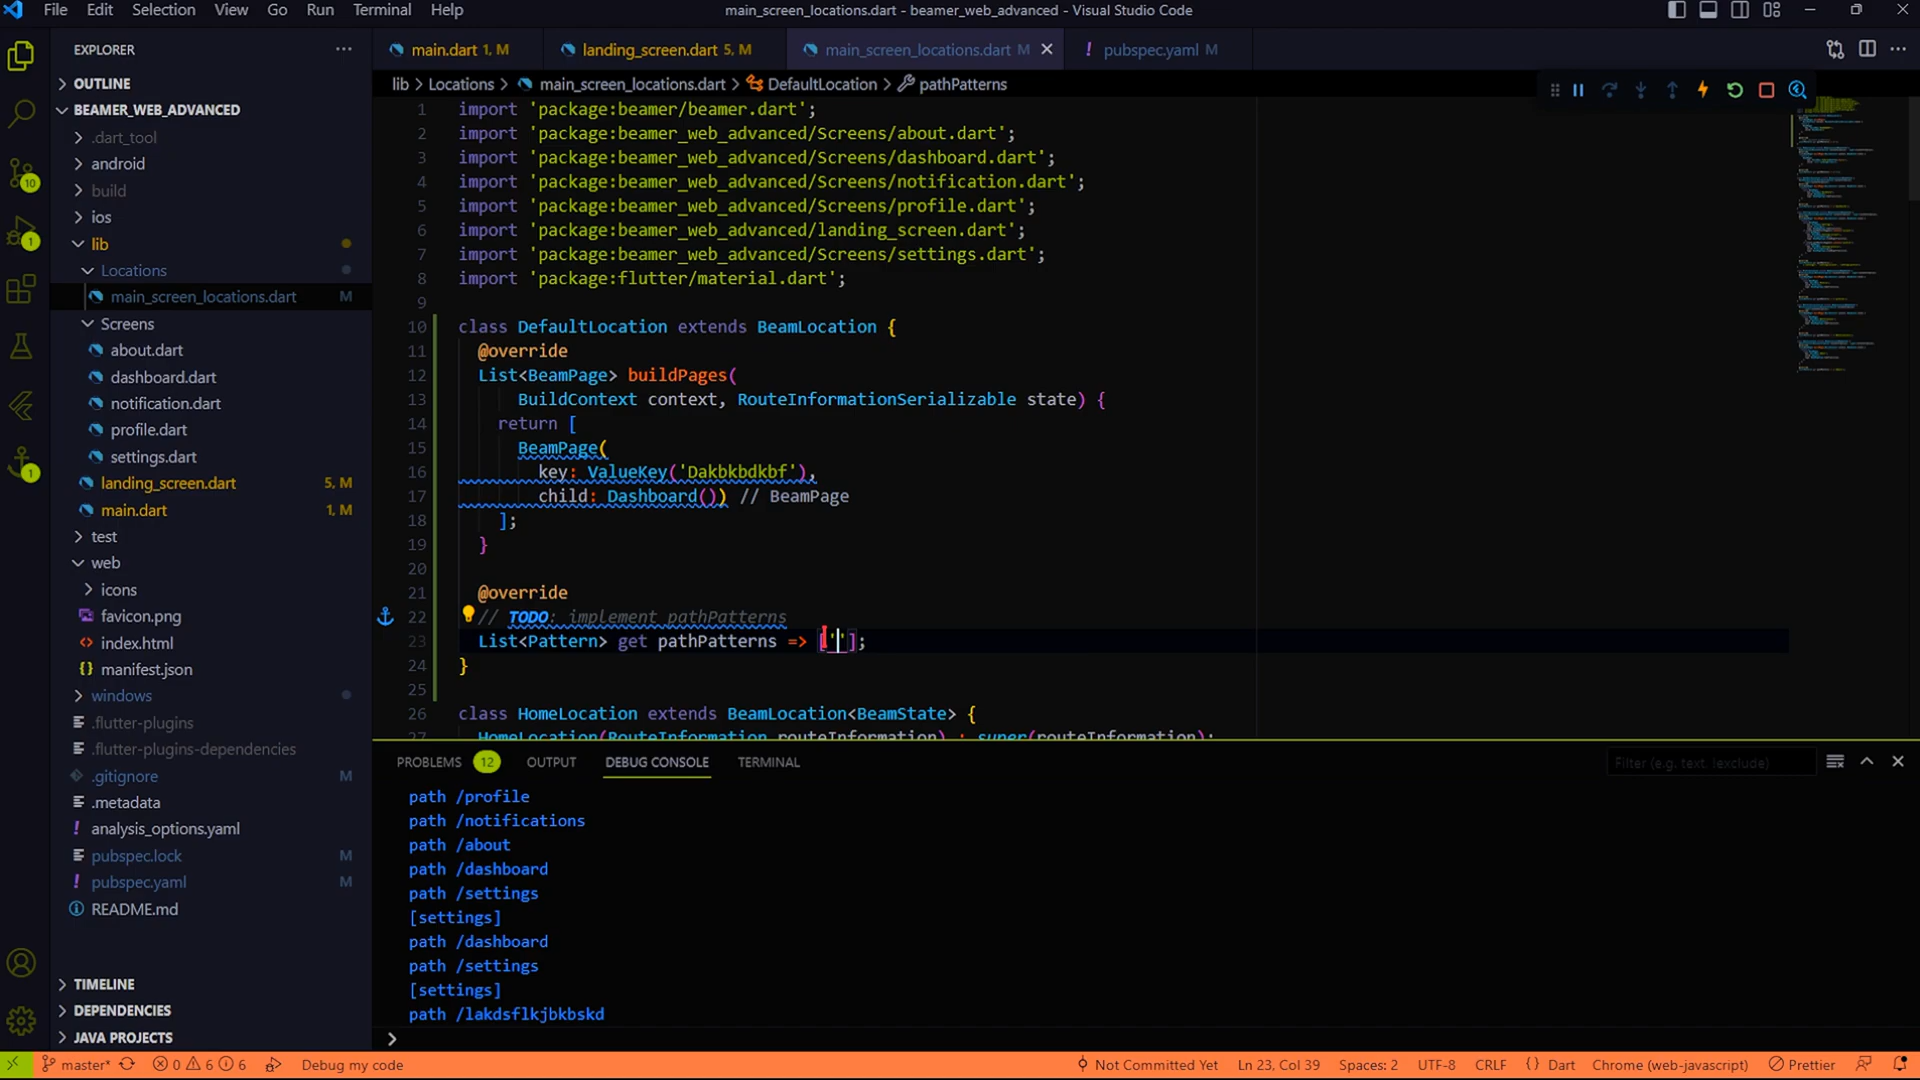 File Edit Selection View Go Run Terminal Help
main_screen_locations.dart - beamer_web_advanced - Visual Studio Code
EXPLORER
OUTLINE
BEAMER_WEB_ADVANCED
.dart_tool
android
build
ios
lib
Locations
main_screen_locations.dart M
Screens
about.dart
dashboard.dart
notification.dart
profile.dart
settings.dart
landing_screen.dart 5, M
main.dart 1, M
test
web
icons
favicon.png
index.html
manifest.json
windows
.flutter-plugins
.flutter-plugins-dependencies
.gitignore M
.metadata
analysis_options.yaml
pubspec.lock M
pubspec.yaml M
README.md
TIMELINE
DEPENDENCIES
JAVA PROJECTS
10
1
1
main.dart 1, M landing_screen.dart 5, M main_screen_locations.dart M pubspec.yaml M
lib > Locations > main_screen_locations.dart > DefaultLocation > pathPatterns
1 import 'package:beamer/beamer.dart';
2 import 'package:beamer_web_advanced/Screens/about.dart';
3 import 'package:beamer_web_advanced/Screens/dashboard.dart';
4 import 'package:beamer_web_advanced/Screens/notification.dart';
5 import 'package:beamer_web_advanced/Screens/profile.dart';
6 import 'package:beamer_web_advanced/landing_screen.dart';
7 import 'package:beamer_web_advanced/settings.dart';
8 import 'package:flutter/material.dart';
9
10 class DefaultLocation extends BeamLocation {
11 @override
12 List<BeamPage> buildPages(
13 BuildContext context, RouteInformationSerializable state) {
14 return [
15 BeamPage(
16 key: ValueKey('Dakbkbdkbf'),
17 child: Dashboard()) // BeamPage
18 ];
19 }
20
21 @override
22 // TODO: implement pathPatterns
23 List<Pattern> get pathPatterns => [''];
24 }
25
26 class HomeLocation extends BeamLocation<BeamState> {
27 HomeLocation(RouteInformation routeInformation) : super(routeInformation);
PROBLEMS 12 OUTPUT DEBUG CONSOLE TERMINAL
Filter (e.g. text, !exclude)
path /profile
path /notifications
path /about
path /dashboard
path /settings
[settings]
path /dashboard
path /settings
[settings]
path /lakdsflkjbkbskd
master* 0 6 6 Debug my code Not Committed Yet Ln 23, Col 39 Spaces: 2 UTF-8 CRLF Dart Chrome (web-javascript) Prettier